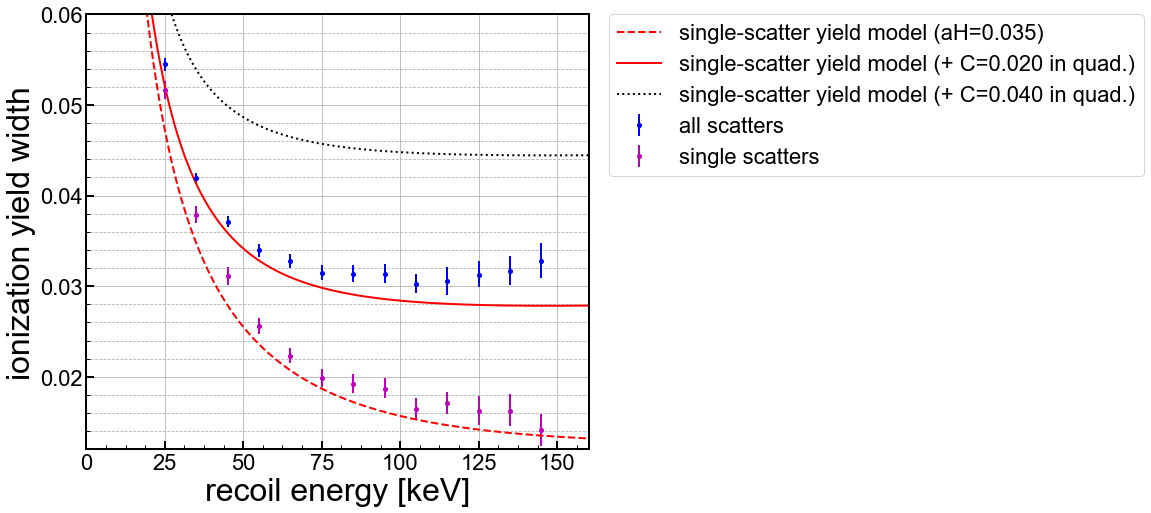 0.06
0.05
0.04
0.03
0.02
ionization yield width
0
25
50
75
100
125
150
recoil energy [keV]
single-scatter yield model (aH=0.035)
single-scatter yield model (+ C=0.020 in quad.)
single-scatter yield model (+ C=0.040 in quad.)
all scatters
single scatters